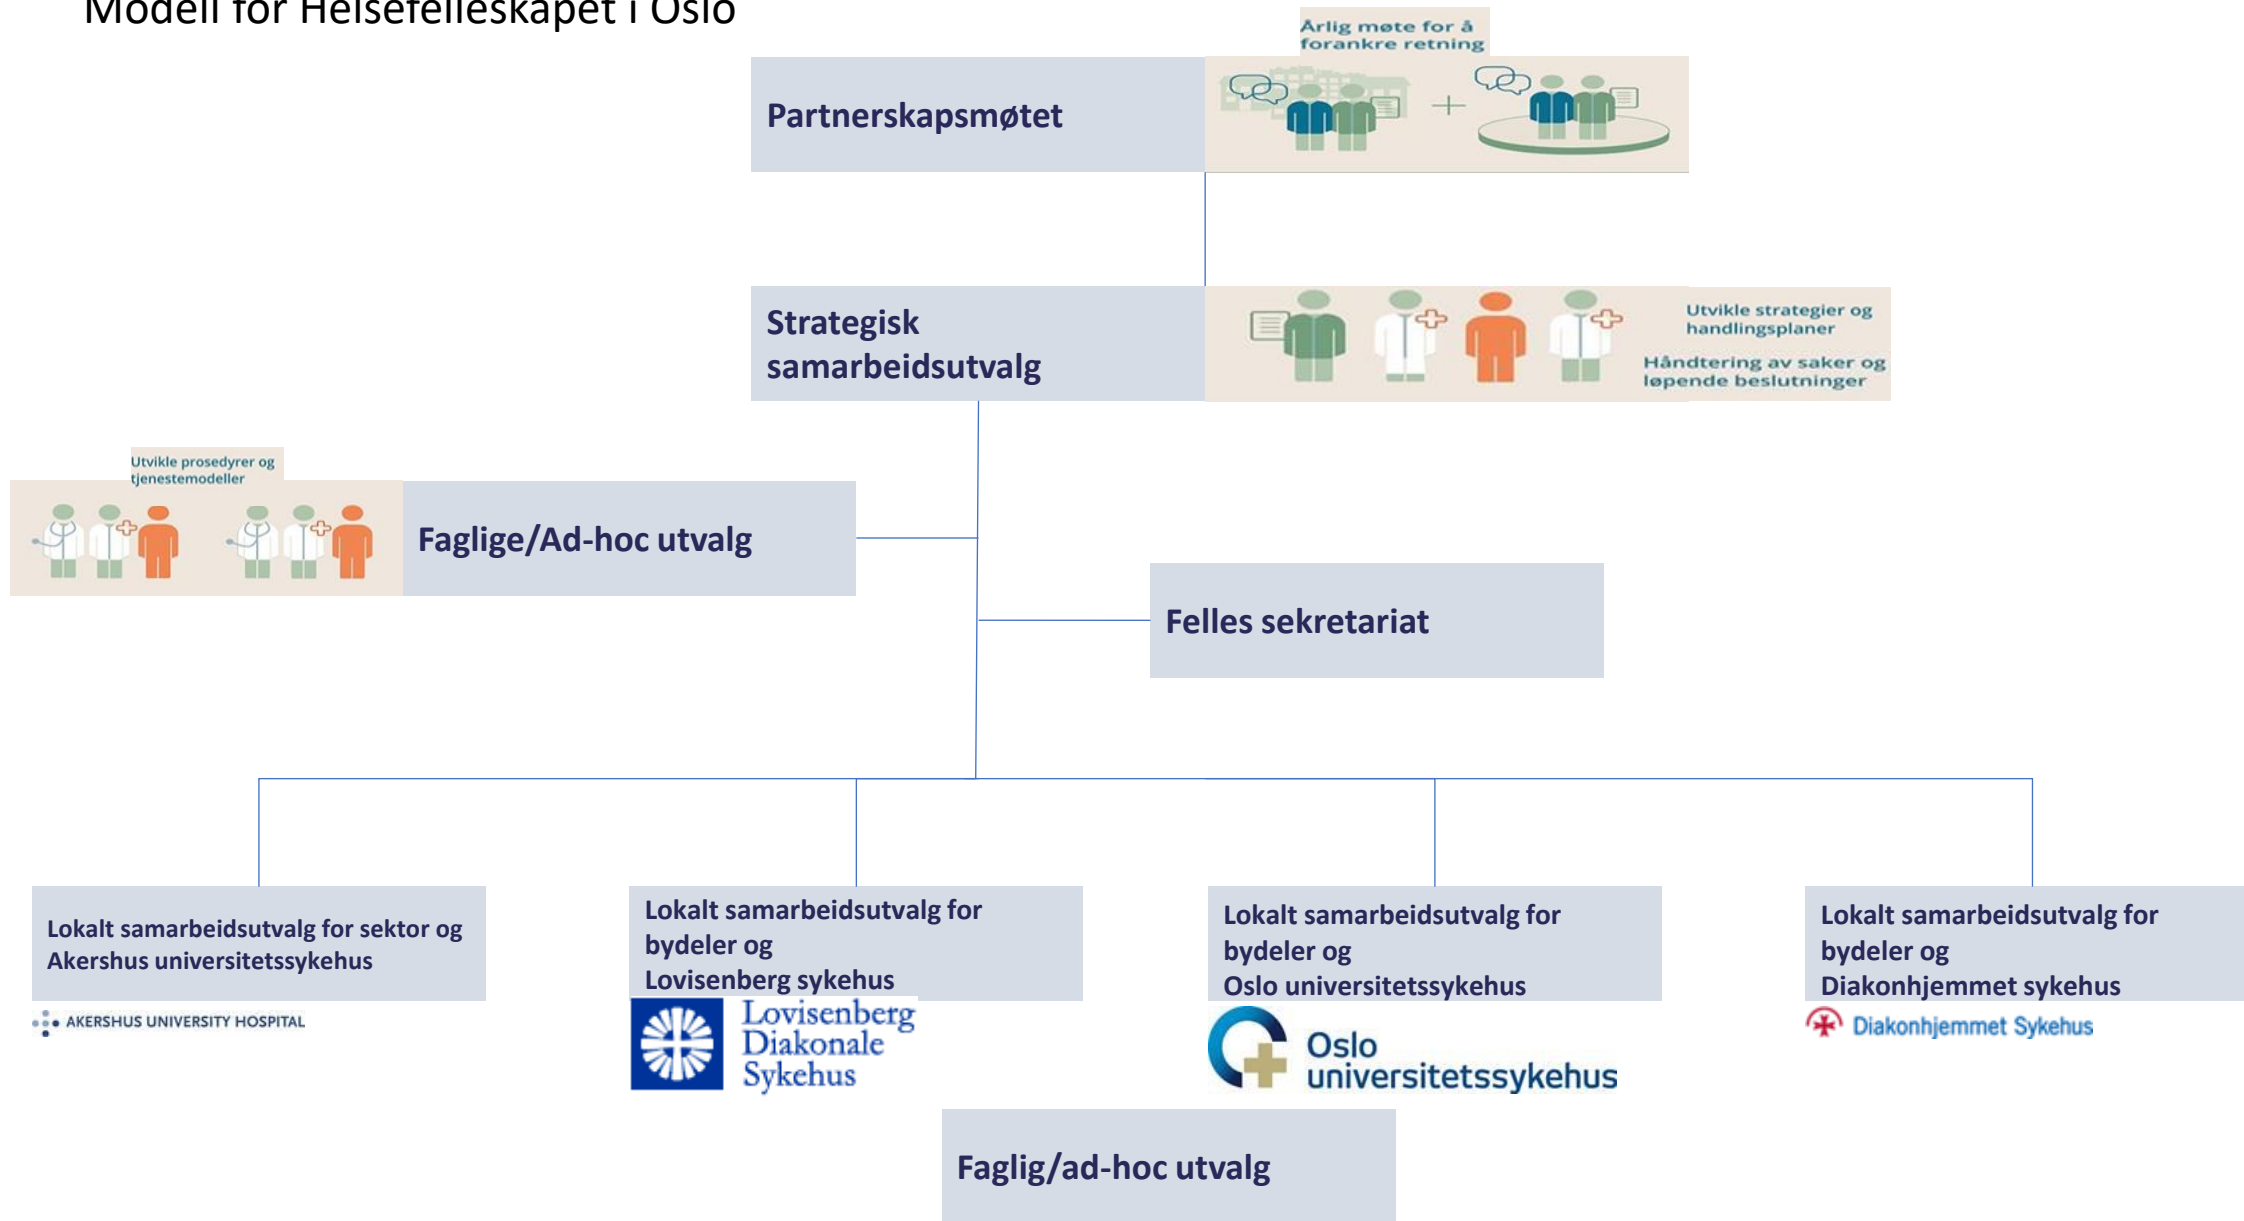 Modell for Helsefelleskapet i Oslo
Årlig møte for å
forankre retning
Partnerskapsmøtet
Strategisk
samarbeidsutvalg
Utvikle strategier og
handlingsplaner
Håndtering av saker og
løpende beslutninger
Utvikle prosedyrer og
tjenestemodeller
Faglige/Ad-hoc utvalg
Felles sekretariat
Lokalt samarbeidsutvalg for sektor og
Akershus universitetssykehus
AKERSHUS UNIVERSITY HOSPITAL
Lokalt samarbeidsutvalg for
bydeler og
Lovisenberg sykehus
Lovisenberg
Diakonale
Sykehus
Lokalt samarbeidsutvalg for
bydeler og
Oslo universitetssykehus
Oslo
universitetssykehus
Lokalt samarbeidsutvalg for
bydeler og
Diakonhjemmet sykehus
Diakonhjemmet Sykehus
Faglig/ad-hoc utvalg